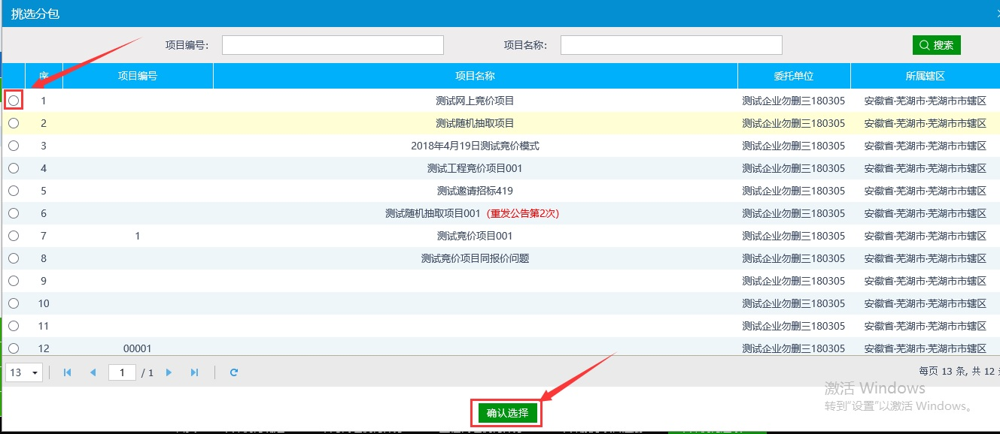 挑选分包
项目编号： 项目名称： 搜索
序 项目编号 项目名称 委托单位 所属辖区
1 测试网上竞价项目 测试企业勿删三180305 安徽省·芜湖市·芜湖市市辖区
2 测试随机抽取项目 测试企业勿删三180305 安徽省·芜湖市·芜湖市市辖区
3 2018年4月19日测试竞价模式 测试企业勿删三180305 安徽省·芜湖市·芜湖市市辖区
4 测试工程竞价项目001 测试企业勿删三180305 安徽省·芜湖市·芜湖市市辖区
5 测试邀请招标419 测试企业勿删三180305 安徽省·芜湖市·芜湖市市辖区
6 测试随机抽取项目001 (重发公告第2次) 测试企业勿删三180305 安徽省·芜湖市·芜湖市市辖区
7 1 测试竞价项目001 测试企业勿删三180305 安徽省·芜湖市·芜湖市市辖区
8 测试竞价项目同报价问题 测试企业勿删三180305 安徽省·芜湖市·芜湖市市辖区
9 测试企业勿删三180305 安徽省·芜湖市·芜湖市市辖区
10 测试企业勿删三180305 安徽省·芜湖市·芜湖市市辖区
11 测试企业勿删三180305 安徽省·芜湖市·芜湖市市辖区
12 00001 测试企业勿删三180305 安徽省·芜湖市·芜湖市市辖区
13 1 / 1 每页 13 条, 共 12
激活 Windows
转到"设置"以激活 Windows。
确认选择